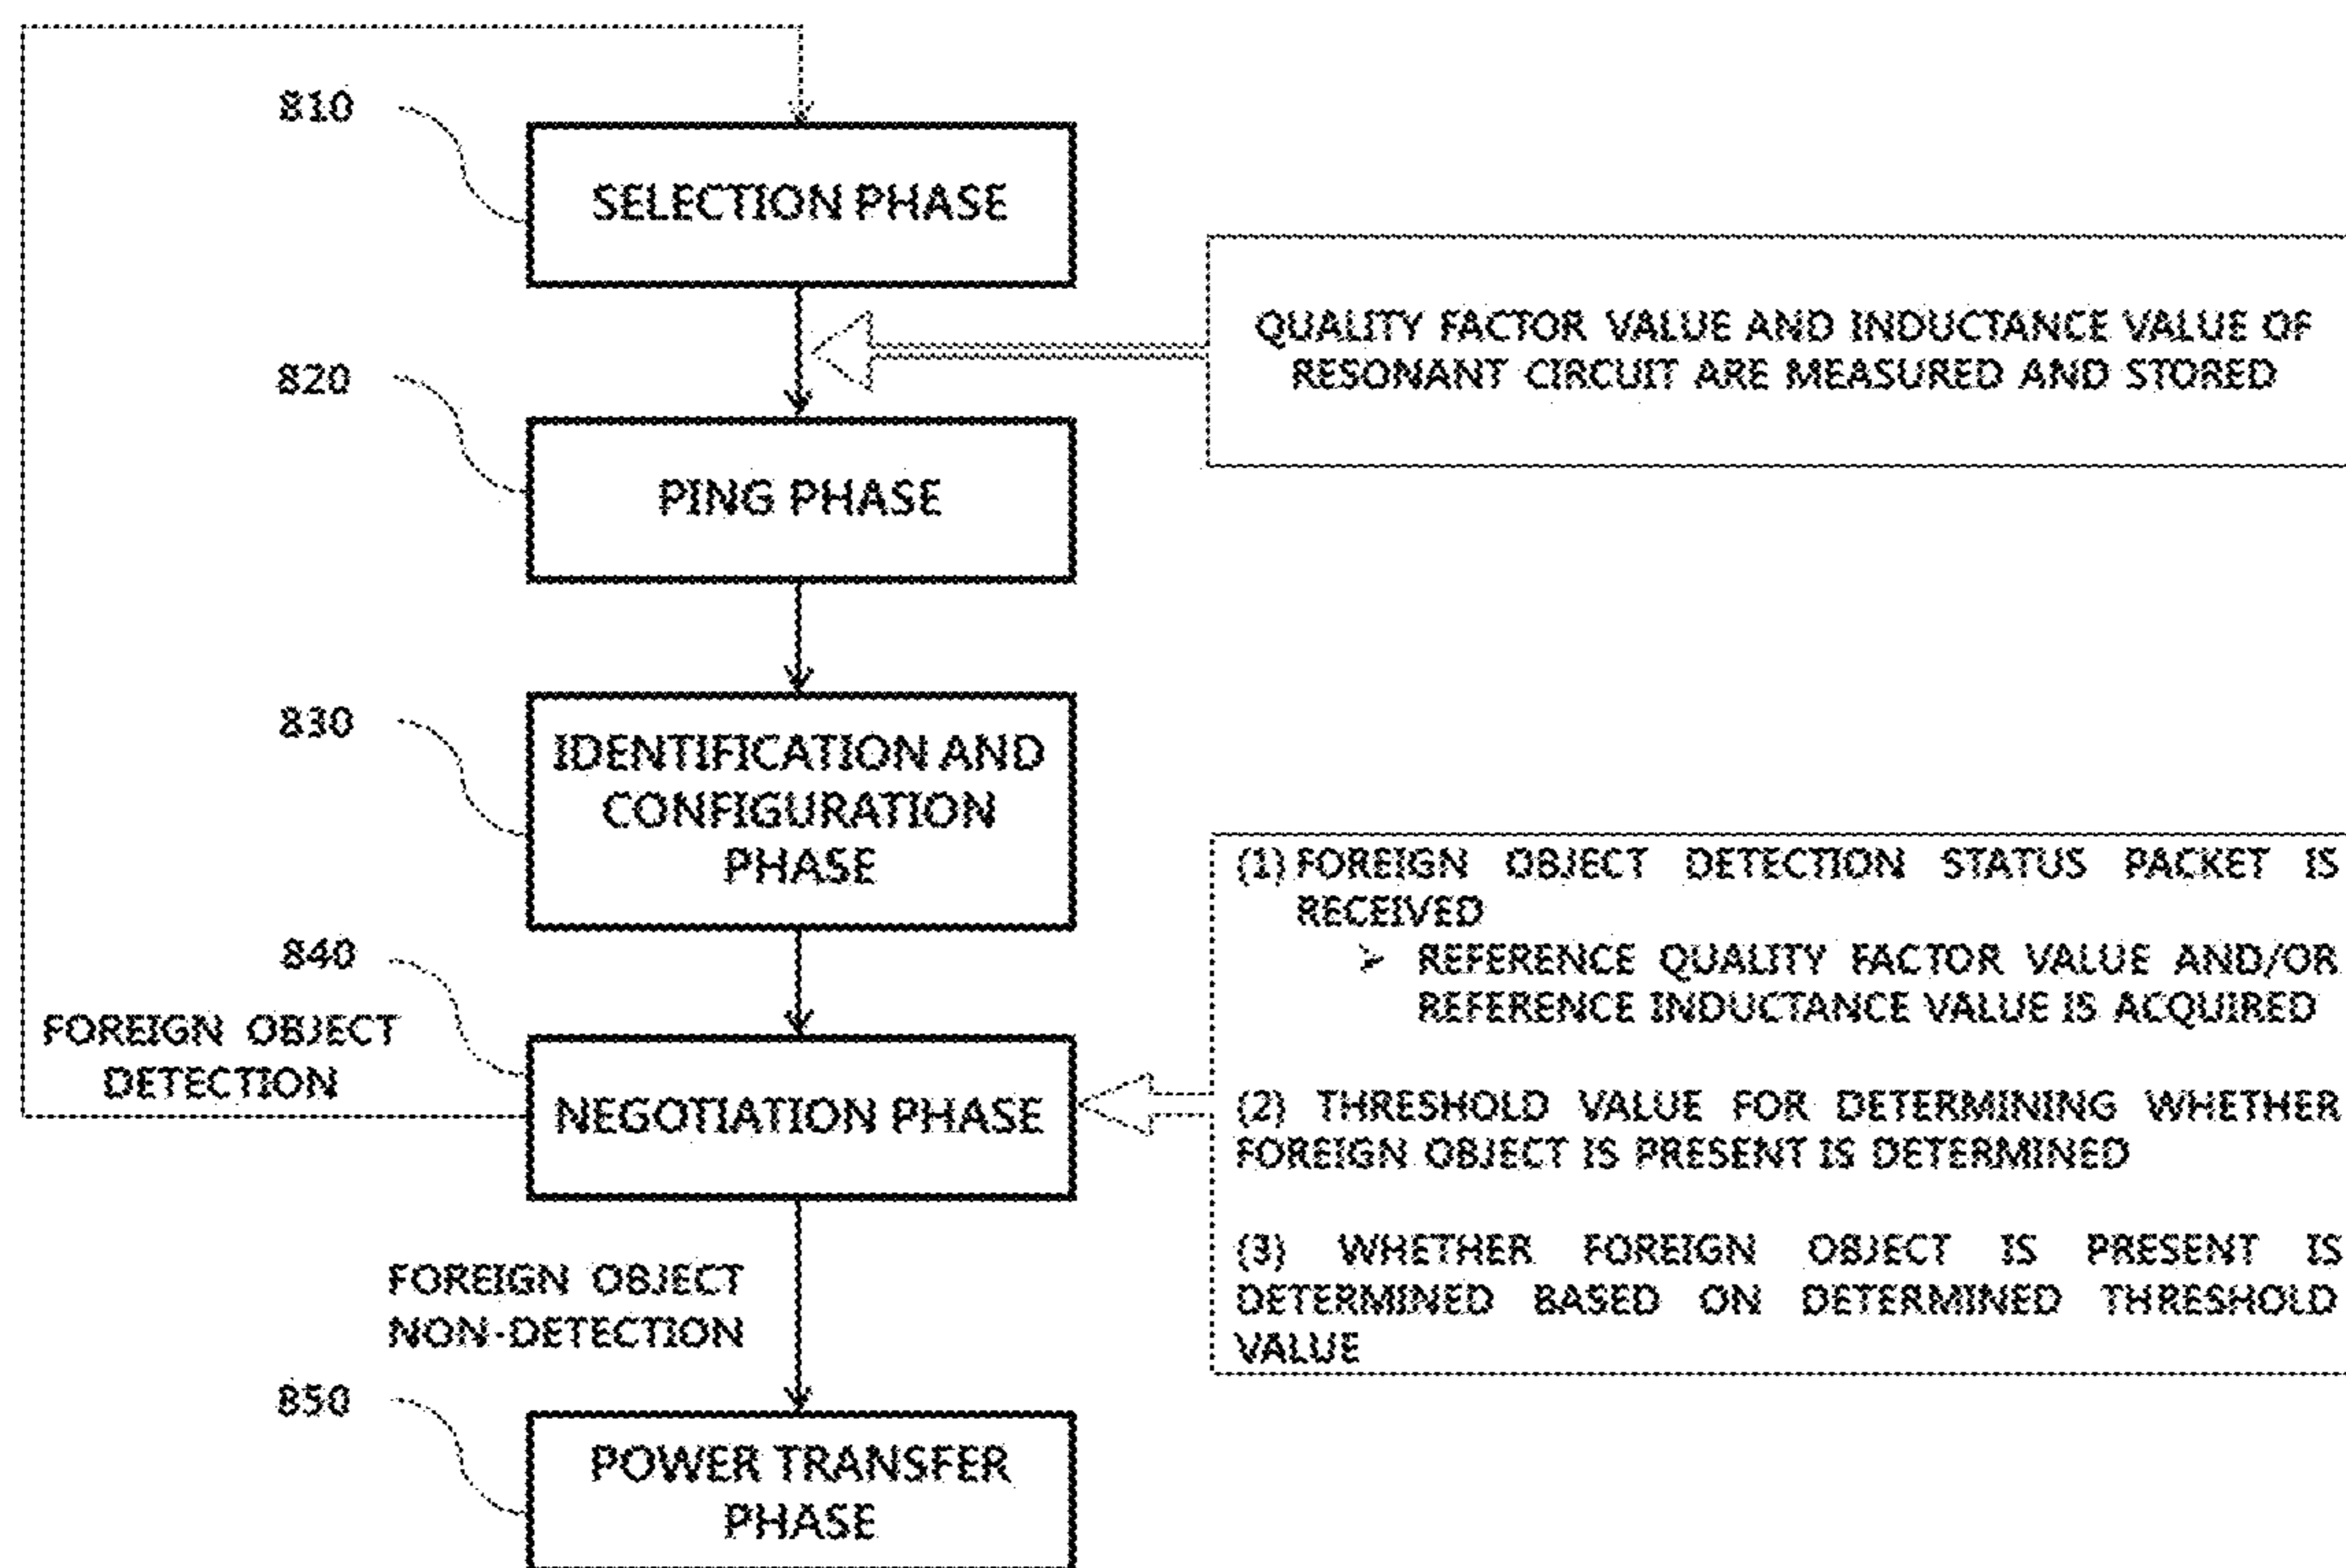 810
SELECTION PHASE
QUALITY FACTOR VALUE AND INDUCTANCE VALUE OF
RESONANT CIRCUIT ARE MEASURED AND STORED
820
PING PHASE
830
IDENTIFICATION AND
CONFIGURATION
PHASE
840
FOREIGN OBJECT
DETECTION
NEGOTIATION PHASE
(1) FOREIGN OBJECT DETECTION STATUS PACKET IS
RECEIVED
➢ REFERENCE QUALITY FACTOR VALUE AND/OR
REFERENCE INDUCTANCE VALUE IS ACQUIRED
(2) THRESHOLD VALUE FOR DETERMINING WHETHER
FOREIGN OBJECT IS PRESENT IS DETERMINED
(3) WHETHER FOREIGN OBJECT IS PRESENT IS
DETERMINED BASED ON DETERMINED THRESHOLD
VALUE
FOREIGN OBJECT
NON-DETECTION
850
POWER TRANSFER
PHASE